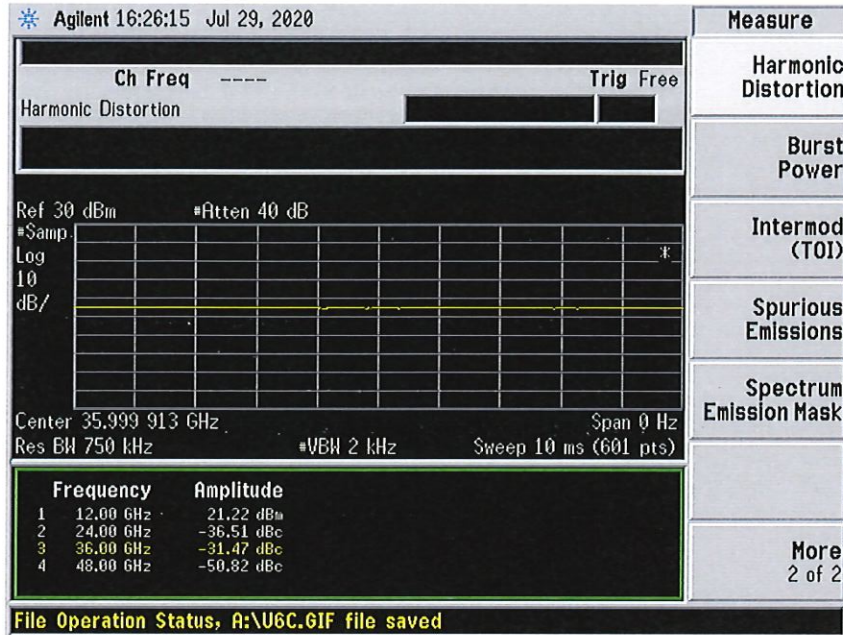 Agilent 16:26:15 Jul 29, 2020
Measure
Ch Freq ----
Trig Free
Harmonic Distortion
Ref 30 dBm #Atten 40 dB
#Samp
Log
10
dB/
*
Center 35.999 913 GHz Span 0 Hz
Res BW 750 kHz #VBW 2 kHz Sweep 10 ms (601 pts)
Frequency Amplitude
1 12.00 GHz 21.22 dBm
2 24.00 GHz -36.51 dBc
3 36.00 GHz -31.47 dBc
4 48.00 GHz -50.82 dBc
File Operation Status, A:\U6C.GIF file saved
Harmonic
Distortion
Burst
Power
Intermod
(TOI)
Spurious
Emissions
Spectrum
Emission Mask
More
2 of 2